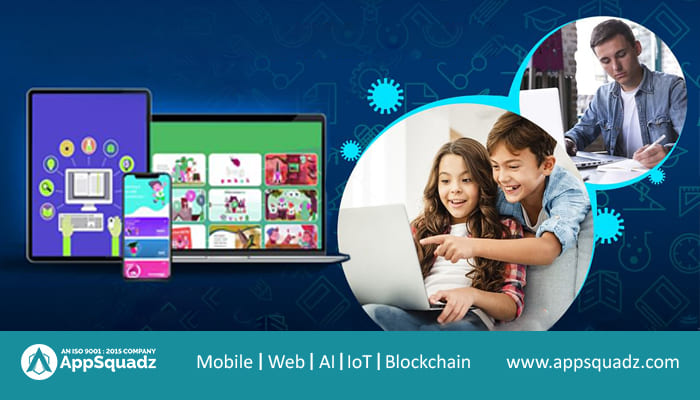 AN ISO 9001 : 2015 COMPANY
AppSquadz
Mobile | Web | AI | IoT | Blockchain
www.appsquadz.com